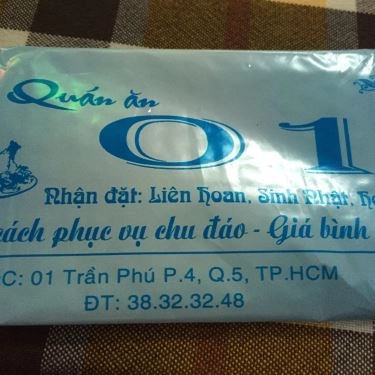 Quán ăn
01
Nhận đặt: Liên hoan, Sinh Nhật,
cách phục vụ chu đáo - Giá bình
C: 01 Trần Phú P.4, Q.5, TP.HCM
ĐT: 38.32.32.48